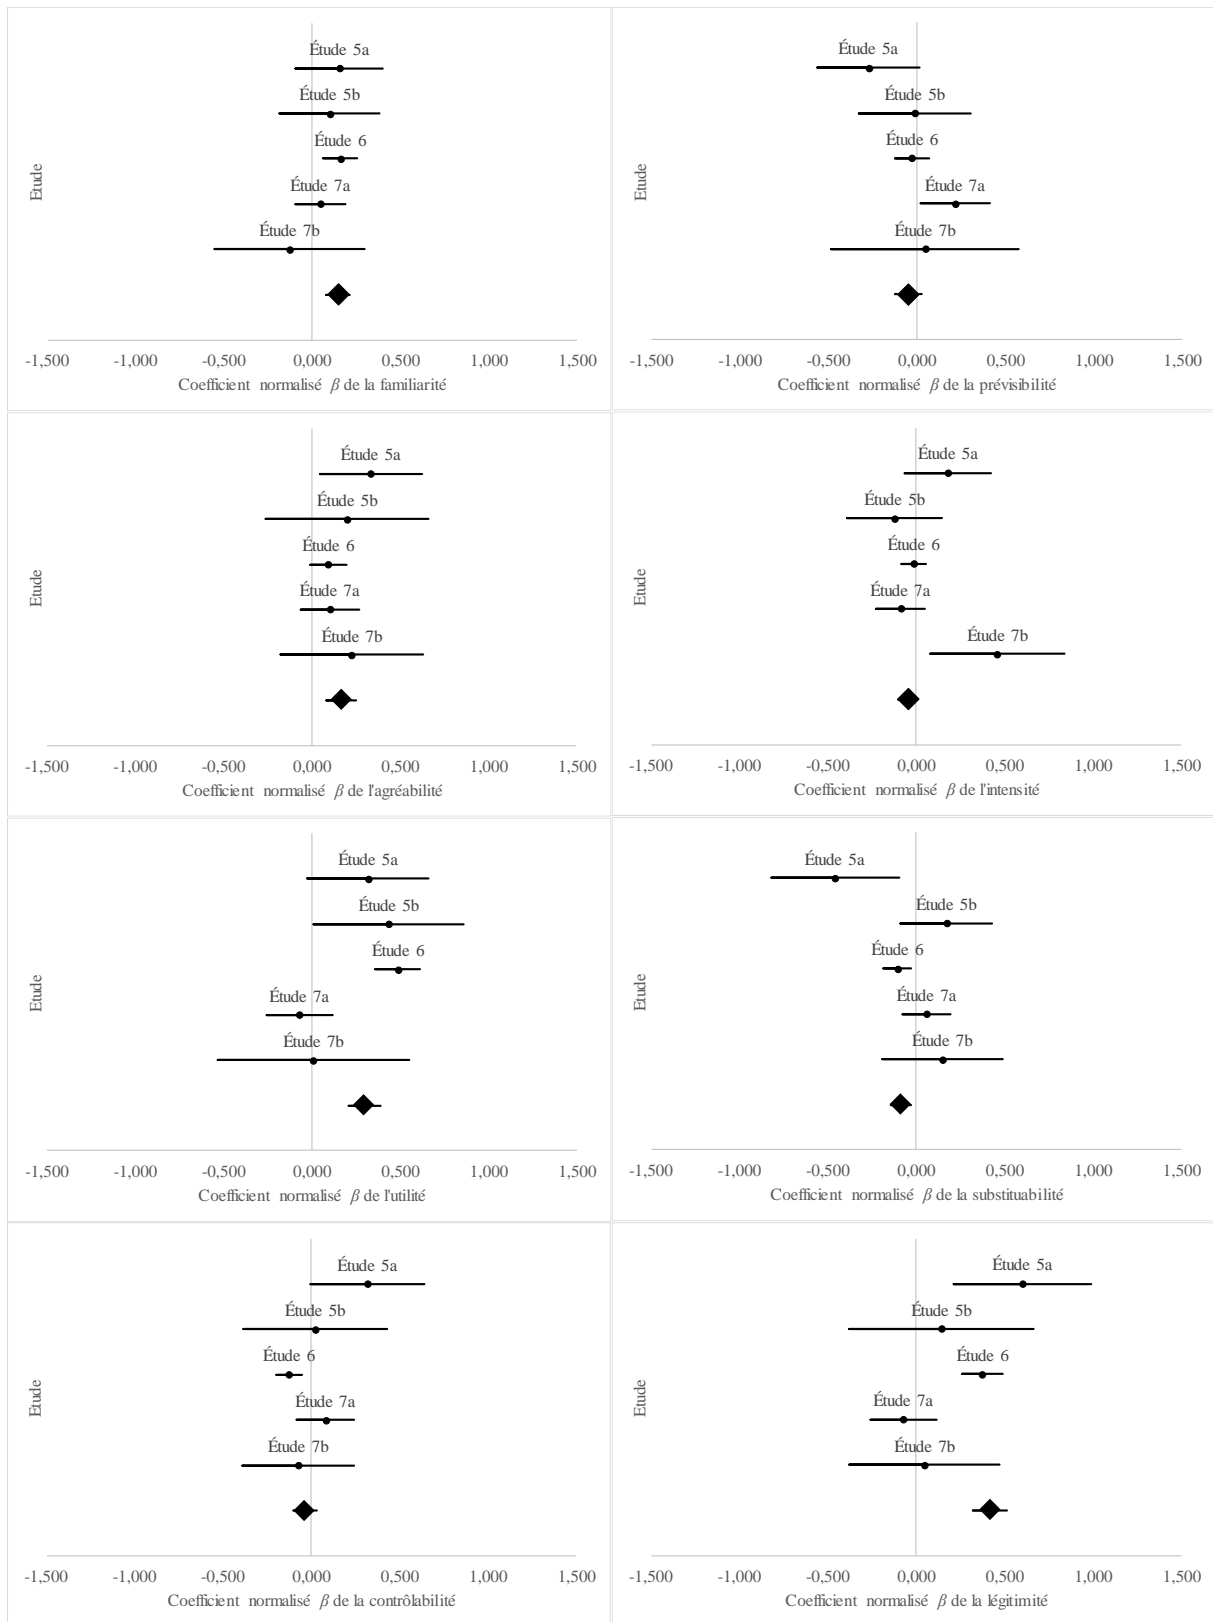 Étude 5a
Étude 5b
Étude 6
Étude 7a
Étude 7b
Etude
-1,500 -1,000 -0,500 0,000 0,500 1,000 1,500
Coefficient normalisé β de la familiarité
Étude 5a
Étude 5b
Étude 6
Étude 7a
Étude 7b
Etude
-1,500 -1,000 -0,500 0,000 0,500 1,000 1,500
Coefficient normalisé β de la prévisibilité
Étude 5a
Étude 5b
Étude 6
Étude 7a
Étude 7b
Etude
-1,500 -1,000 -0,500 0,000 0,500 1,000 1,500
Coefficient normalisé β de l'agréabilité
Étude 5a
Étude 5b
Étude 6
Étude 7a
Étude 7b
Etude
-1,500 -1,000 -0,500 0,000 0,500 1,000 1,500
Coefficient normalisé β de l'intensité
Étude 5a
Étude 5b
Étude 6
Étude 7a
Étude 7b
Etude
-1,500 -1,000 -0,500 0,000 0,500 1,000 1,500
Coefficient normalisé β de l'utilité
Étude 5a
Étude 5b
Étude 6
Étude 7a
Étude 7b
Etude
-1,500 -1,000 -0,500 0,000 0,500 1,000 1,500
Coefficient normalisé β de la substituabilité
Étude 5a
Étude 5b
Étude 6
Étude 7a
Étude 7b
Etude
-1,500 -1,000 -0,500 0,000 0,500 1,000 1,500
Coefficient normalisé β de la contrôlabilité
Étude 5a
Étude 5b
Étude 6
Étude 7a
Étude 7b
Etude
-1,500 -1,000 -0,500 0,000 0,500 1,000 1,500
Coefficient normalisé β de la légitimité